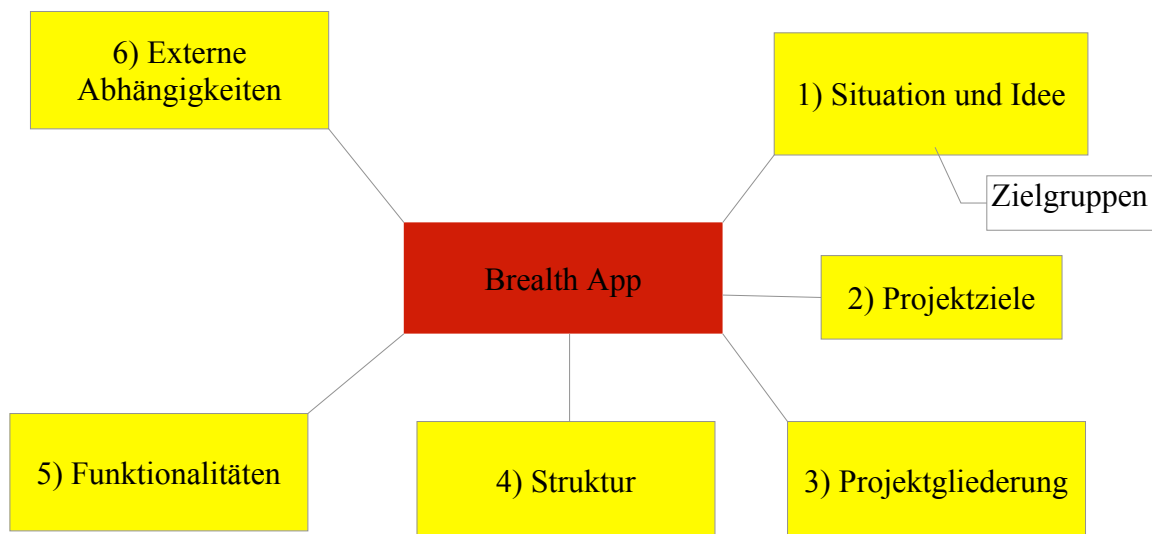 6) Externe
Abhängigkeiten
1) Situation und Idee
Zielgruppen
Brealth App
2) Projektziele
5) Funktionalitäten
4) Struktur
3) Projektgliederung